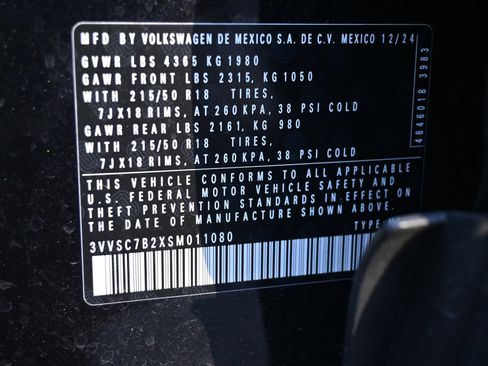 MFD BY VOLKSWAGEN DE MEXICO S.A. DE C.V. MEXICO 12/24
GVWR LBS 4365 KG 1980
GAWR FRONT LBS 2315, KG 1050
WITH 215/50 R18 TIRES,
7JX18 RIMS, AT 260 KPA, 38 PSI COLD
GAWR REAR LBS 2161, KG 980
WITH 215/50 R18 TIRES,
7JX18 RIMS, AT 260 KPA, 38 PSI COLD
THIS VEHICLE CONFORMS TO ALL APPLICABLE
U.S. FEDERAL MOTOR VEHICLE SAFETY AND
THEFT PREVENTION STANDARDS IN EFFECT ON
THE DATE OF MANUFACTURE SHOWN ABOVE.
3VVSC7B2XSM011080 TYPE
4846018 3983